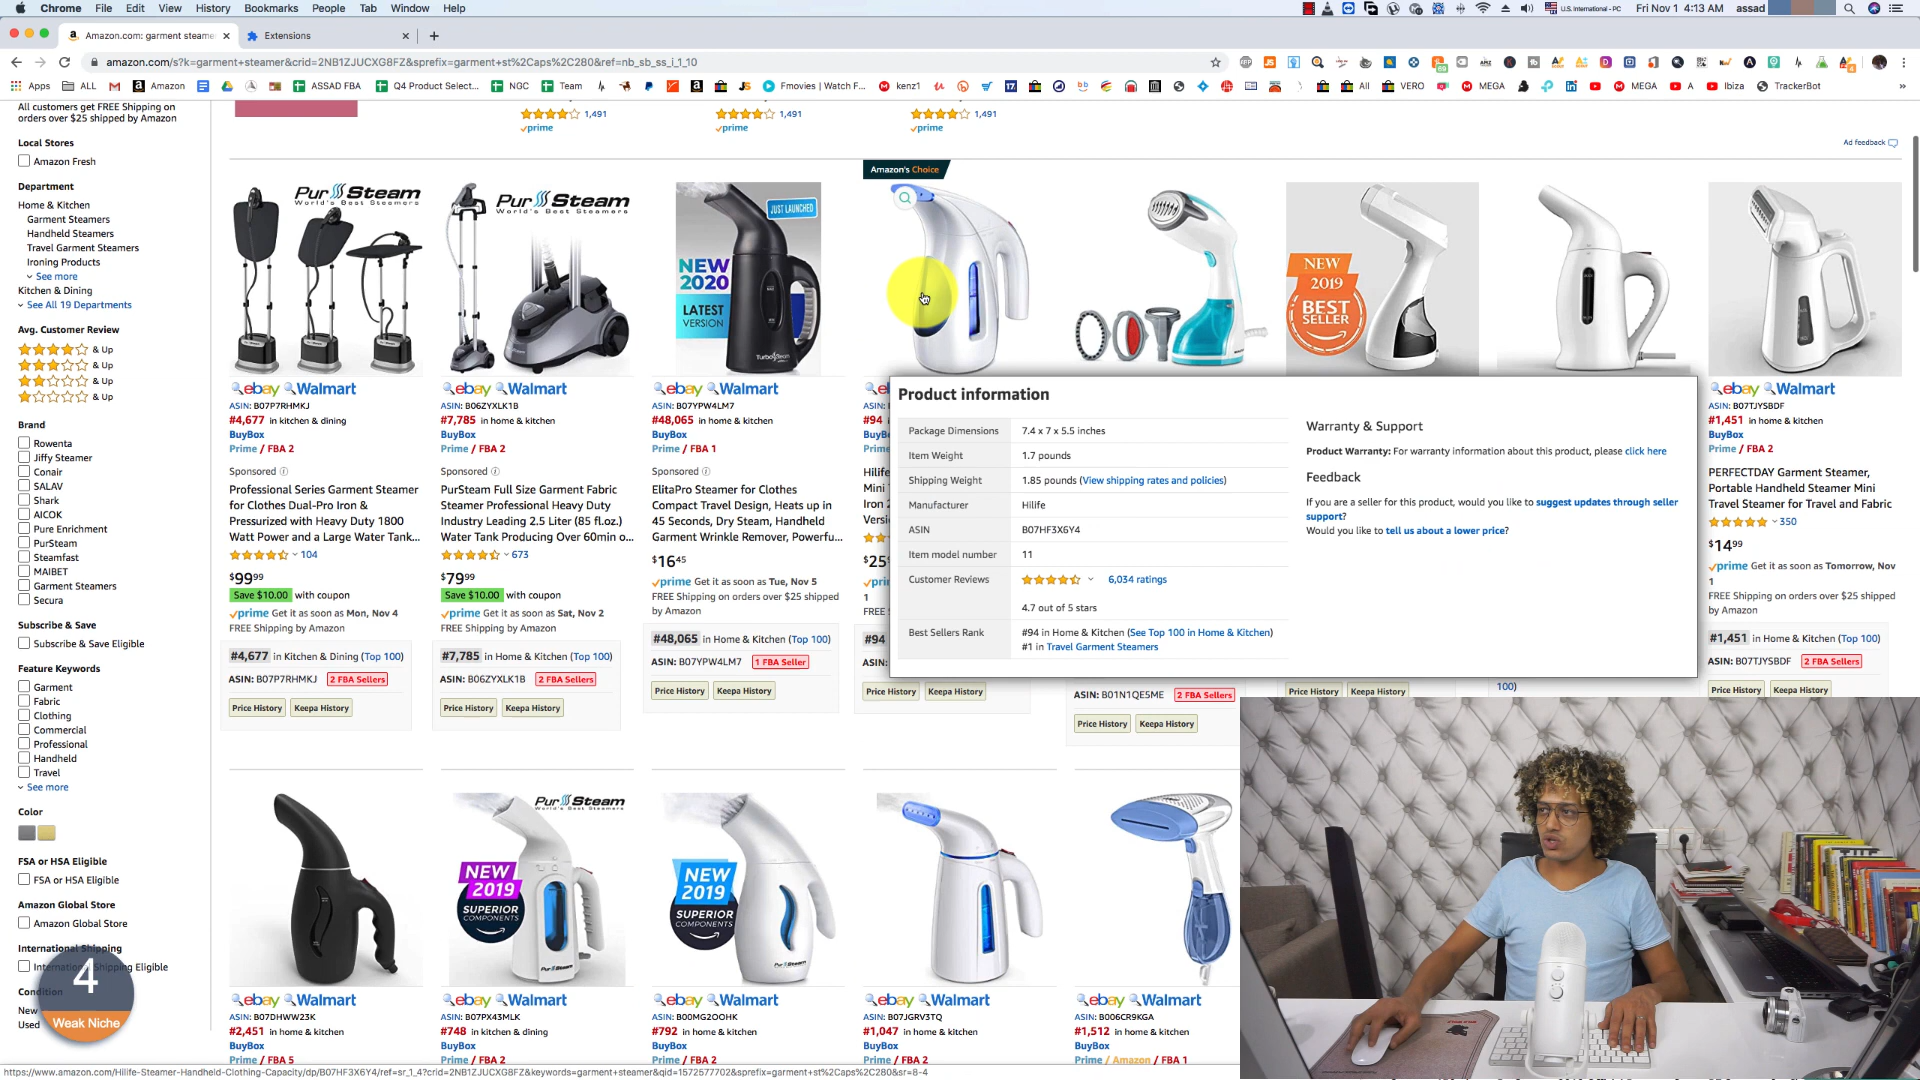 Chrome File Edit View History Bookmarks People Tab Window Help
U.S. International - PC Fri Nov 1 4:13 AM assad
Amazon.com: garment steame
Extensions
amazon.com/s?k=garment+steamer&crid=2NB1ZJUCXG8FZ&sprefix=garment+st%2Caps%2C280&ref=nb_sb_ss_i_1_10
Apps ALL Amazon ASSAD FBA Q4 Product Select... NGC Team Fmovies | Watch F... kenz1 All VERO MEGA MEGA A Ibiza TrackerBot
All customers get FREE Shipping on
orders over $25 shipped by Amazon
Local Stores
Amazon Fresh
Department
Home & Kitchen
Garment Steamers
Handheld Steamers
Travel Garment Steamers
Ironing Products
See more
Kitchen & Dining
See All 19 Departments
Avg. Customer Review
& Up
& Up
& Up
& Up
Brand
Rowenta
Jiffy Steamer
Conair
SALAV
Shark
AICOK
Pure Enrichment
PurSteam
Steamfast
MAIBET
Garment Steamers
Secura
Subscribe & Save
Subscribe & Save Eligible
Feature Keywords
Garment
Fabric
Clothing
Commercial
Professional
Handheld
Travel
See more
Color
FSA or HSA Eligible
FSA or HSA Eligible
Amazon Global Store
Amazon Global Store
International Shipping
International Shipping Eligible
Condition
New
Used
4
Weak Niche
1,491
prime
1,491
prime
1,491
prime
Ad feedback
PurSteam
World's Best Steamers
ebay Walmart
ASIN: B07P7RHMKJ
#4,677 in kitchen & dining
BuyBox
Prime / FBA 2
Sponsored
Professional Series Garment Steamer
for Clothes Dual-Pro Iron &
Pressurized with Heavy Duty 1800
Watt Power and a Large Water Tank...
104
$99.99
Save $10.00 with coupon
prime Get it as soon as Mon, Nov 4
FREE Shipping by Amazon
#4,677 in Kitchen & Dining (Top 100)
ASIN: B07P7RHMKJ 2 FBA Sellers
Price History Keepa History
PurSteam
World's Best Steamers
ebay Walmart
ASIN: B06ZYXLK1B
#7,785 in home & kitchen
BuyBox
Prime / FBA 2
Sponsored
PurSteam Full Size Garment Fabric
Steamer Professional Heavy Duty
Industry Leading 2.5 Liter (85 fl.oz.)
Water Tank Producing Over 60min o...
673
$79.99
Save $10.00 with coupon
prime Get it as soon as Sat, Nov 2
FREE Shipping by Amazon
#7,785 in Home & Kitchen (Top 100)
ASIN: B06ZYXLK1B 2 FBA Sellers
Price History Keepa History
JUST LAUNCHED
NEW
2020
LATEST
VERSION
TurboSteam
ebay Walmart
ASIN: B07YPW4LM7
#48,065 in home & kitchen
BuyBox
Prime / FBA 1
Sponsored
ElitaPro Steamer for Clothes
Compact Travel Design, Heats up in
45 Seconds, Dry Steam, Handheld
Garment Wrinkle Remover, Powerfu...
$16.45
prime Get it as soon as Tue, Nov 5
FREE Shipping on orders over $25 shipped
by Amazon
#48,065 in Home & Kitchen (Top 100)
ASIN: B07YPW4LM7 1 FBA Seller
Price History Keepa History
Amazon's Choice
eb
ASIN:
#94
BuyBo
Prime
Hilife
Mini
Iron 2
Versi
$25
prim
1
FREE S
#94
ASIN:
Price History Keepa History
Product information
Package Dimensions 7.4 x 7 x 5.5 inches
Item Weight 1.7 pounds
Shipping Weight 1.85 pounds (View shipping rates and policies)
Manufacturer Hilife
ASIN B07HF3X6Y4
Item model number 11
Customer Reviews 6,034 ratings
4.7 out of 5 stars
Best Sellers Rank #94 in Home & Kitchen (See Top 100 in Home & Kitchen)
#1 in Travel Garment Steamers
Warranty & Support
Product Warranty: For warranty information about this product, please click here
Feedback
If you are a seller for this product, would you like to suggest updates through seller
support?
Would you like to tell us about a lower price?
ASIN: B01N1QE5ME 2 FBA Sellers
Price History Keepa History
NEW
2019
BEST
SELLER
Price History Keepa History
100)
ebay Walmart
ASIN: B07TJYSBDF
#1,451 in home & kitchen
BuyBox
Prime / FBA 2
PERFECTDAY Garment Steamer,
Portable Handheld Steamer Mini
Travel Steamer for Travel and Fabric
350
$14.99
prime Get it as soon as Tomorrow, Nov
1
FREE Shipping on orders over $25 shipped
by Amazon
#1,451 in Home & Kitchen (Top 100)
ASIN: B07TJYSBDF 2 FBA Sellers
Price History Keepa History
ebay Walmart
ASIN: B07DHWW23K
#2,451 in home & kitchen
BuyBox
Prime / FBA 5
PurSteam
World's Best Steamers
NEW
2019
SUPERIOR
COMPONENTS
PurSteam
ebay Walmart
ASIN: B07PX43MLK
#748 in kitchen & dining
BuyBox
Prime / FBA 2
NEW
2019
SUPERIOR
COMPONENTS
PurSteam
ebay Walmart
ASIN: B00MG2OOHK
#792 in home & kitchen
BuyBox
Prime / FBA 2
ebay Walmart
ASIN: B07JGRV3TQ
#1,047 in home & kitchen
BuyBox
Prime / FBA 2
ebay Walmart
ASIN: B006CR9KGA
#1,512 in home & kitchen
BuyBox
Prime / Amazon / FBA 1
https://www.amazon.com/Hilife-Steamer-Handheld-Clothing-Capacity/dp/B07HF3X6Y4/ref=sr_1_4?crid=2NB1ZJUCXG8FZ&keywords=garment+steamer&qid=1572577702&sprefix=garment+st%2Caps%2C280&sr=8-4